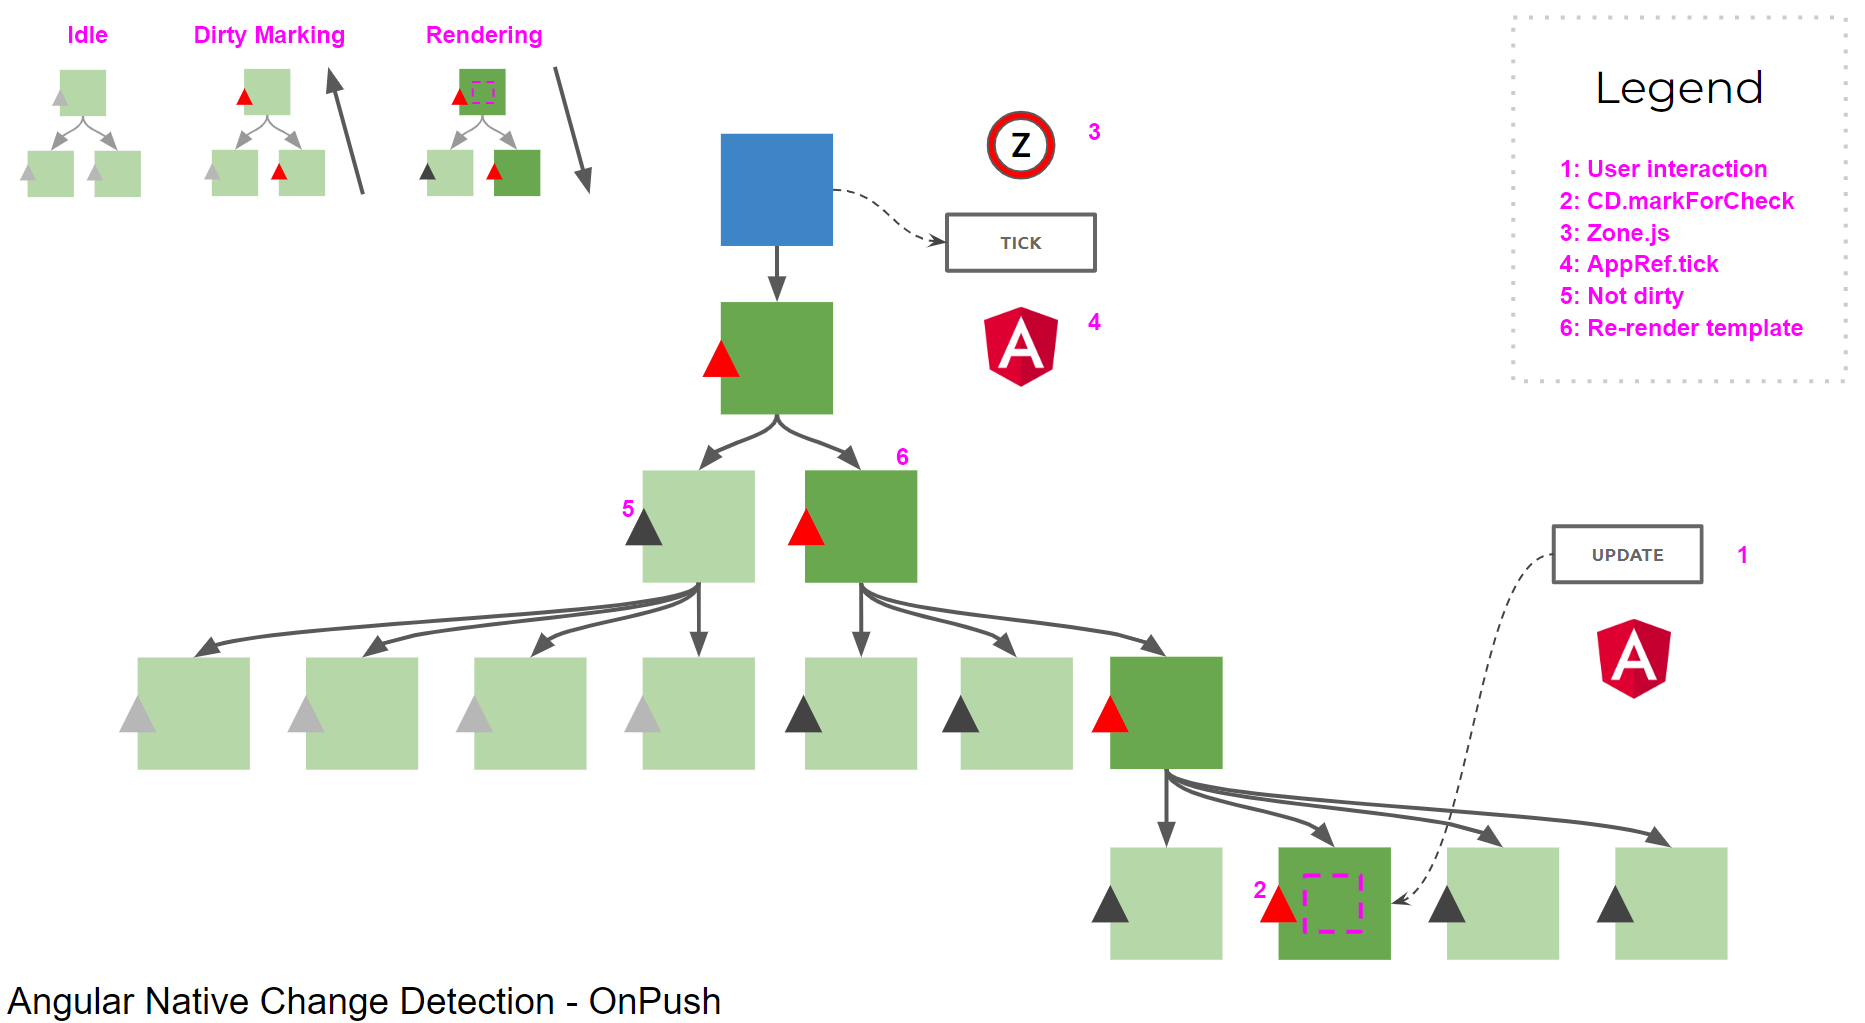 Idle
Dirty Marking
Rendering
Legend
1: User interaction
2: CD.markForCheck
3: Zone.js
4: AppRef.tick
5: Not dirty
6: Re-render template
Z
3
TICK
A
4
6
5
UPDATE
1
A
2
Angular Native Change Detection - OnPush